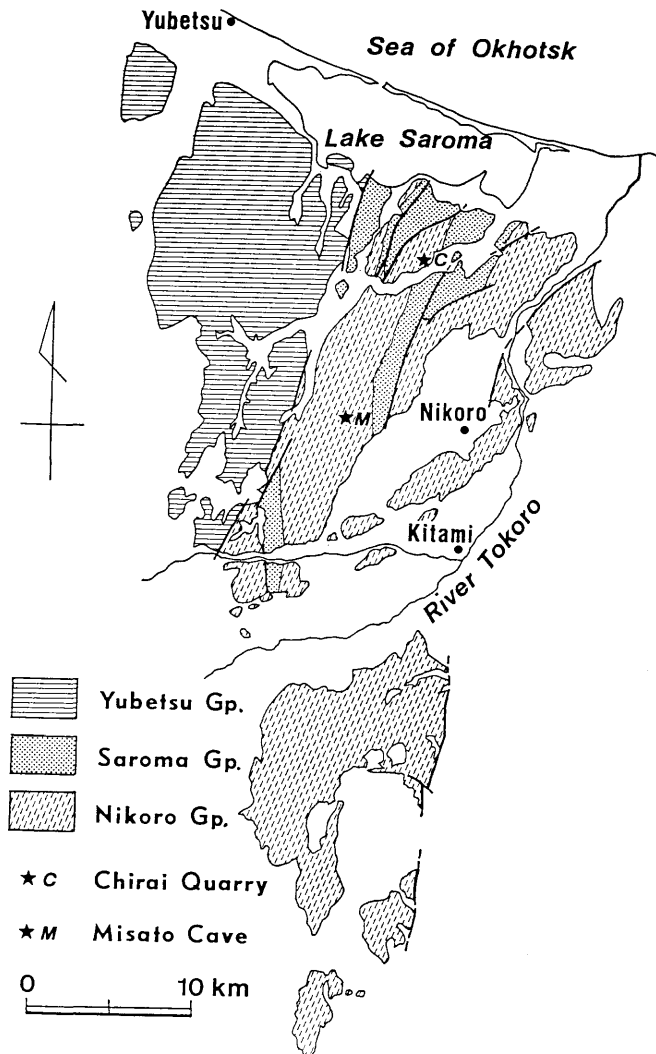 Yubetsu
Sea of Okhotsk
Lake Saroma
C
M
Nikoro
Kitami
River Tokoro
Yubetsu Gp.
Saroma Gp.
Nikoro Gp.
★ C Chirai Quarry
★ M Misato Cave
0 10 km